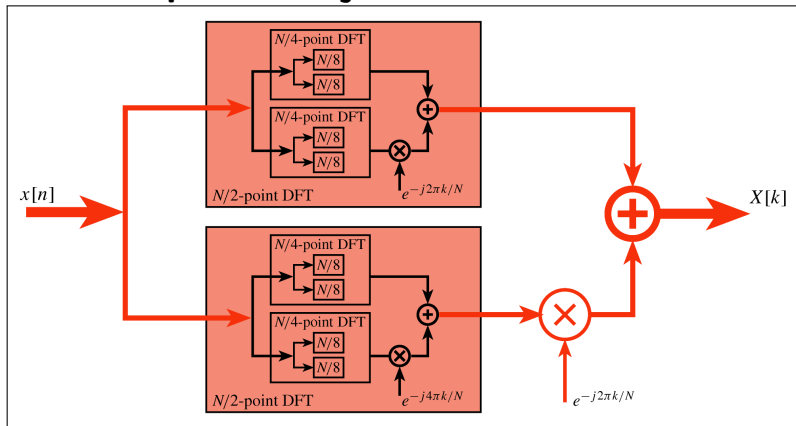 N/4-point DFT
N/8
N/8
N/4-point DFT
N/8
N/8
e^{-j2πk/N}
N/2-point DFT
x[n]
X[k]
N/4-point DFT
N/8
N/8
N/4-point DFT
N/8
N/8
e^{-j4πk/N}
N/2-point DFT
e^{-j2πk/N}